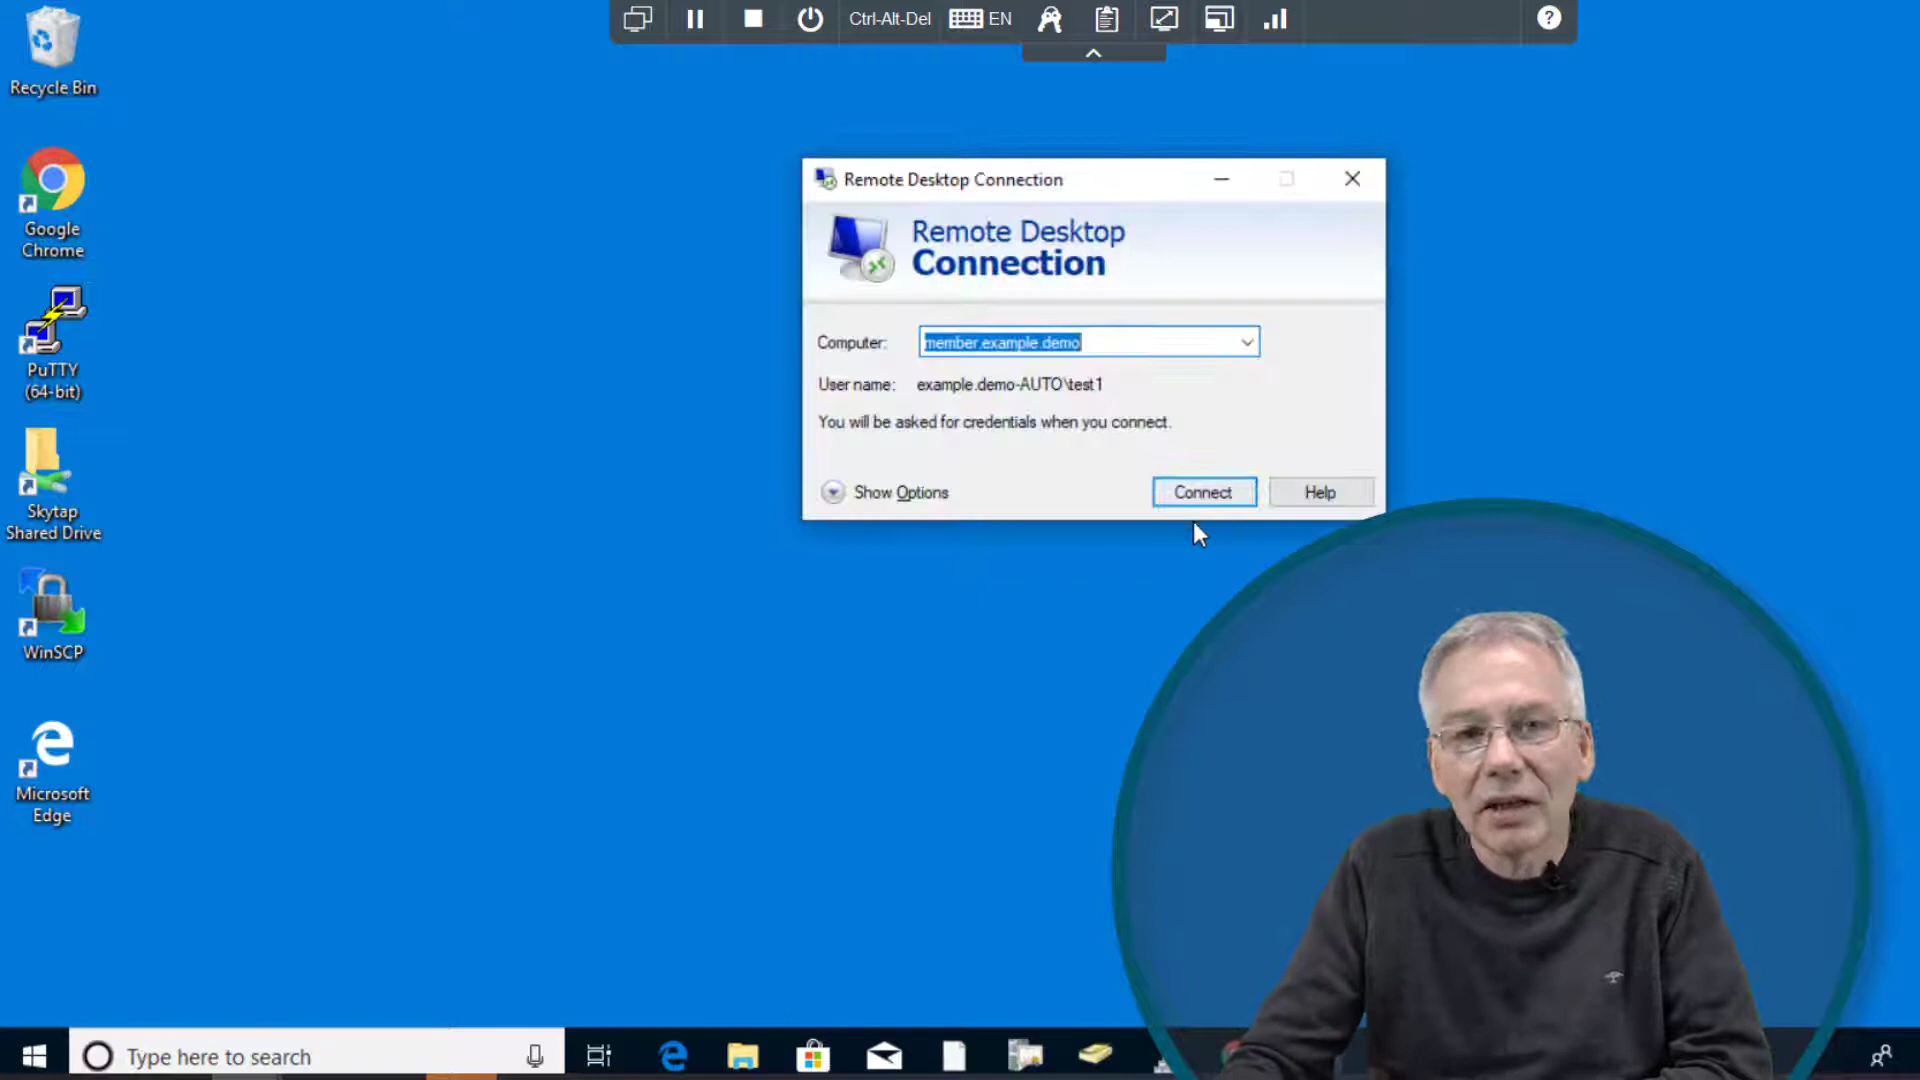 Ctrl-Alt-Del
EN
?
Recycle Bin
Google
Chrome
PuTTY
(64-bit)
Skytap
Shared Drive
WinSCP
Microsoft
Edge
Remote Desktop Connection
Remote Desktop
Connection
Computer:
member.example.demo
User name:
example.demo-AUTO\test1
You will be asked for credentials when you connect.
Show Options
Connect
Help
Type here to search